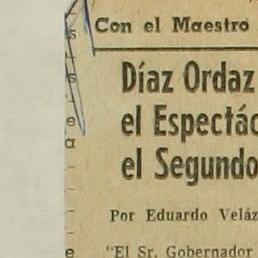 Con el Maestro
Díaz Ordaz
el Espectác
el Segundo
Por Eduardo Veláz
"El Sr. Gobernador